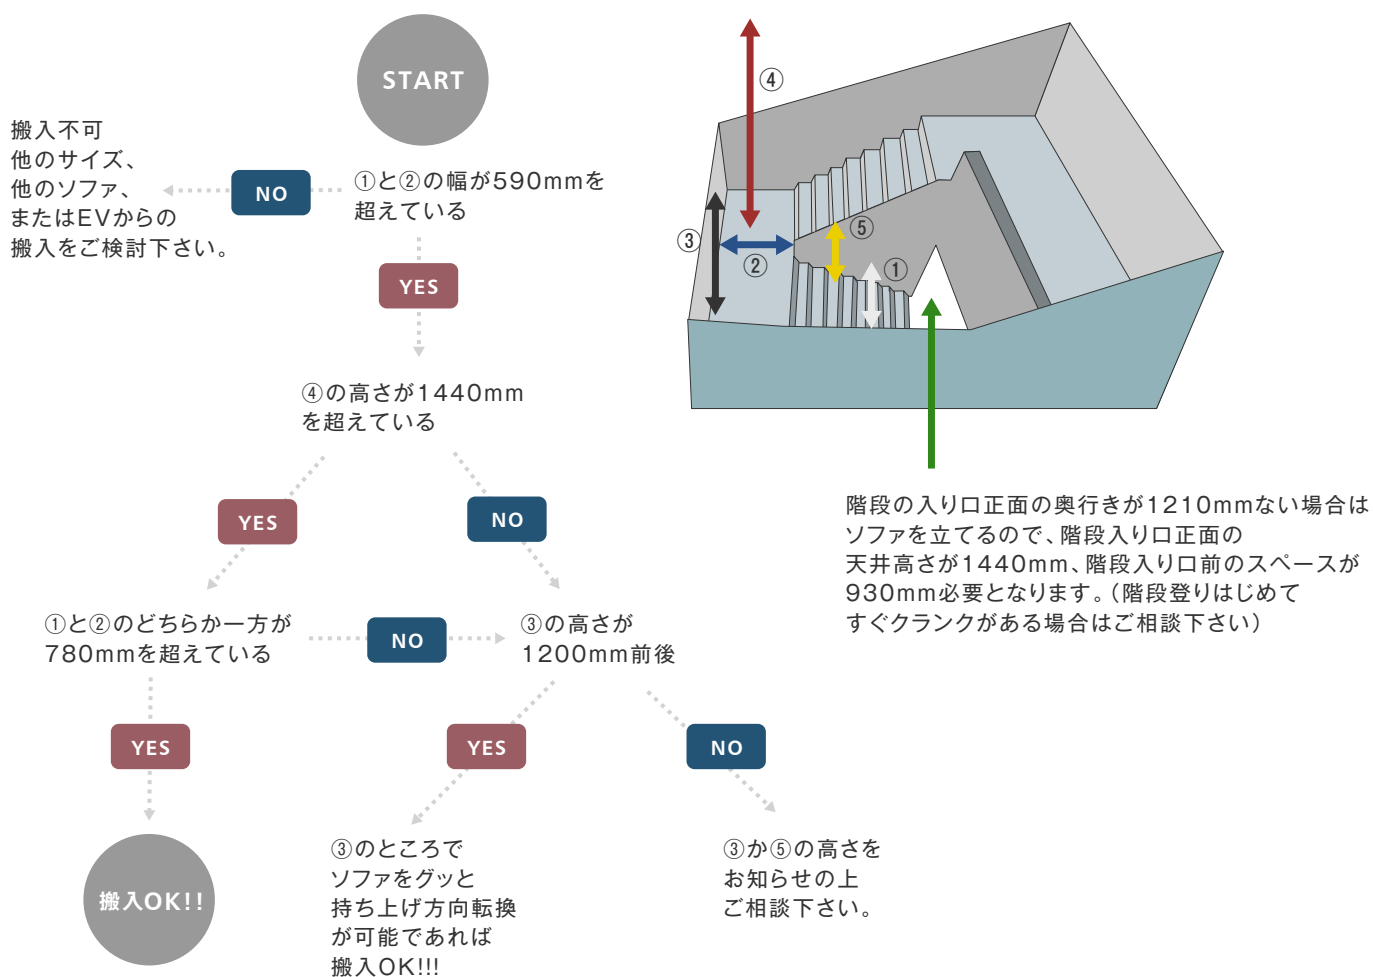 START
搬入不可
他のサイズ、
他のソファ、
またはEVからの
搬入をご検討下さい。
NO
①と②の幅が590mmを
超えている
YES
④の高さが1440mm
を超えている
YES
NO
①と②のどちらか一方が
780mmを超えている
NO
③の高さが
1200mm前後
YES
YES
NO
搬入OK!!
③のところで
ソファをグッと
持ち上げ方向転換
が可能であれば
搬入OK!!!
③か⑤の高さを
お知らせの上
ご相談下さい。
④
③
②
⑤
①
階段の入り口正面の奥行きが1210mmない場合は
ソファを立てるので、階段入り口正面の
天井高さが1440mm、階段入り口前のスペースが
930mm必要となります。（階段登りはじめて
すぐクランクがある場合はご相談下さい）